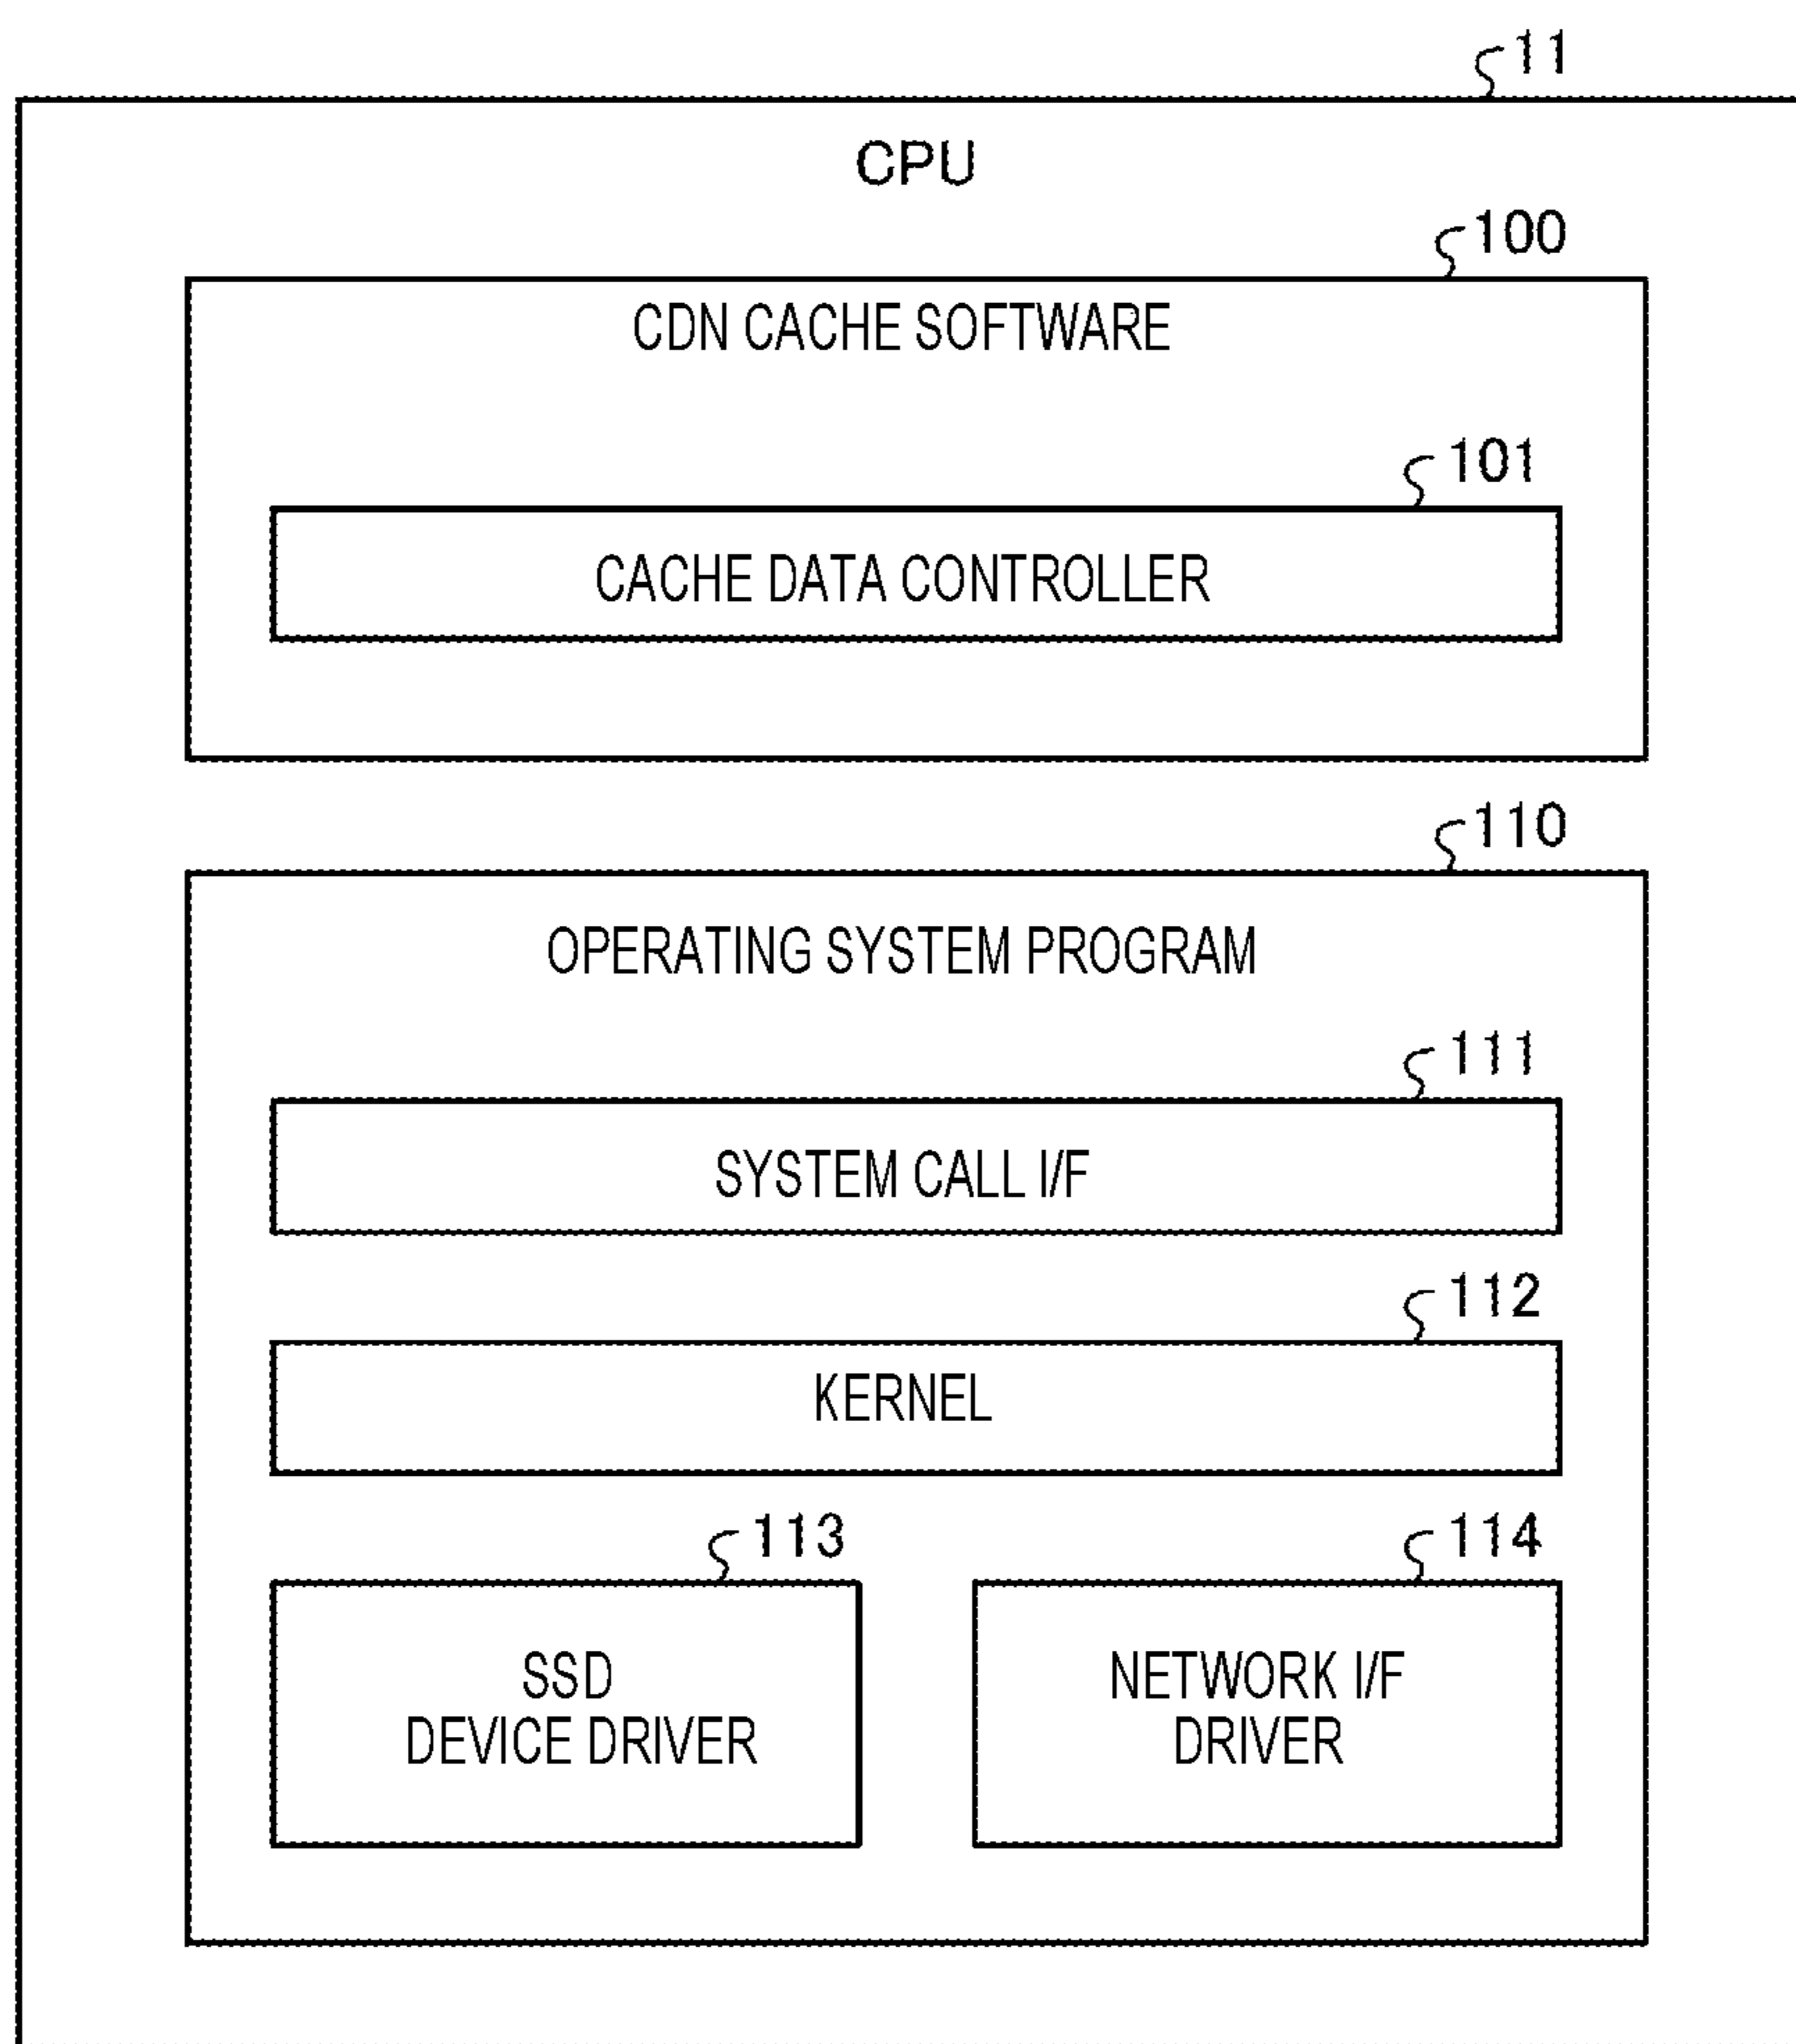 11
CPU
100
CDN CACHE SOFTWARE
101
CACHE DATA CONTROLLER
110
OPERATING SYSTEM PROGRAM
111
SYSTEM CALL I/F
112
KERNEL
113
SSD
DEVICE DRIVER
114
NETWORK I/F
DRIVER